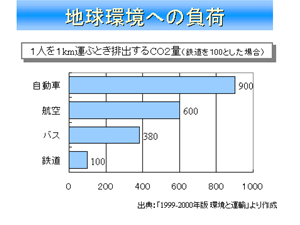 地球環境への負荷
1人を1km運ぶとき排出するCO2量(鉄道を100とした場合)
自動車 900
航空 600
バス 380
鉄道 100
0 200 400 600 800 1000
出典:「1999-2000年版 環境と運輸」より作成